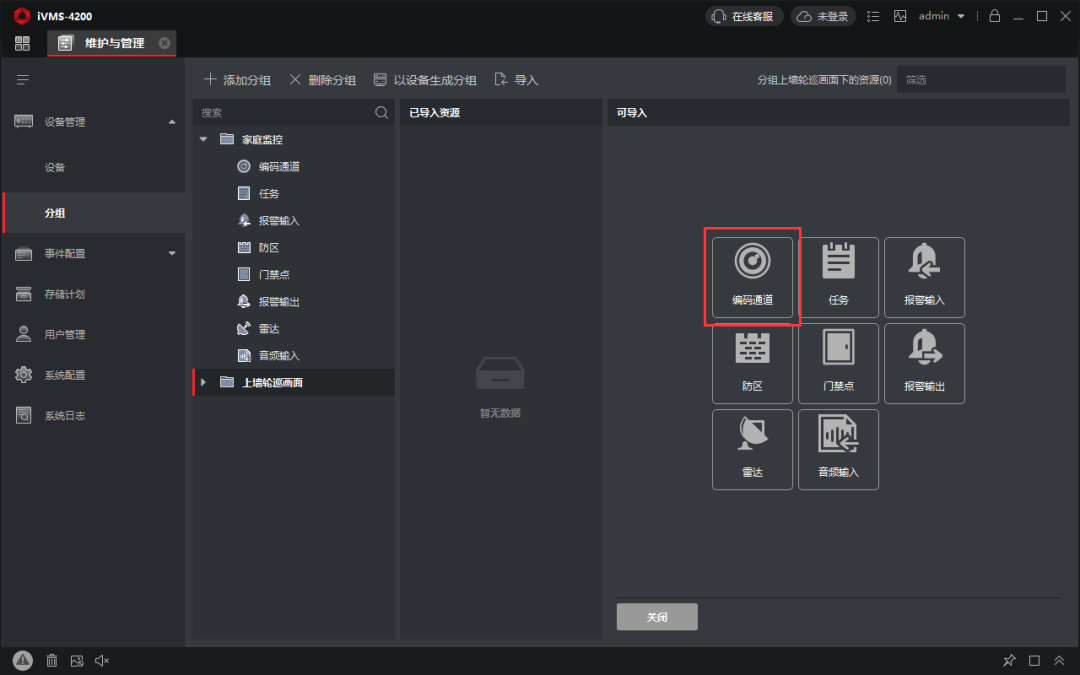 iVMS-4200
在线客服
未登录
admin
维护与管理
添加分组
删除分组
以设备生成分组
导入
分组上墙轮巡画面下的资源(0)
筛选
设备管理
设备
分组
事件配置
存储计划
用户管理
系统配置
系统日志
搜索
家庭监控
编码通道
任务
报警输入
防区
门禁点
报警输出
雷达
音频输入
上墙轮巡画面
已导入资源
暂无数据
可导入
编码通道
任务
报警输入
防区
门禁点
报警输出
雷达
音频输入
关闭